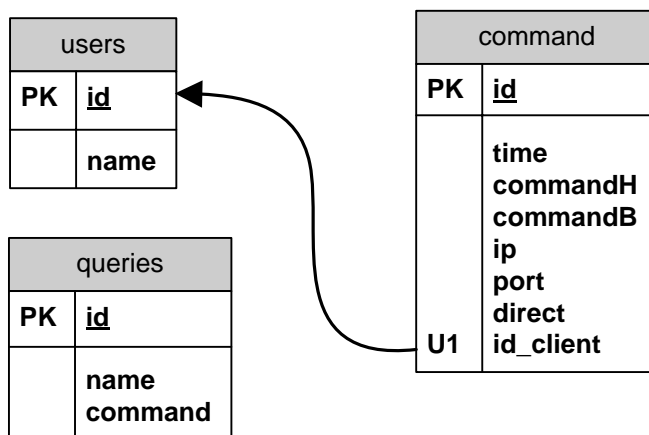 users
PK id
name
queries
PK id
name
command
command
PK id
time
commandH
commandB
ip
port
direct
U1 id_client